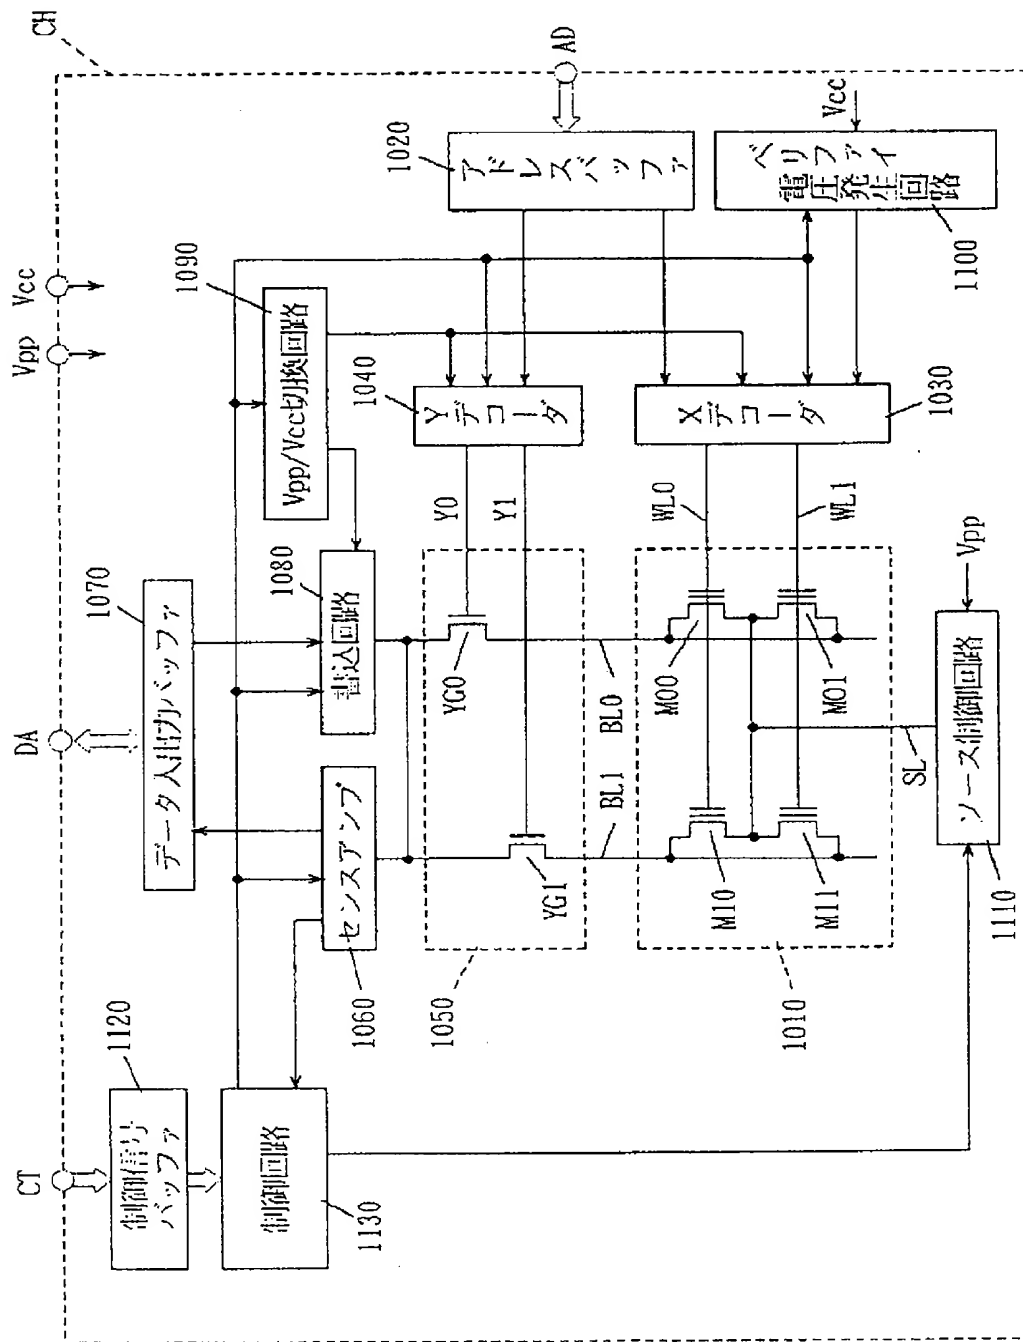 CT
DA
Vpp
Vcc
CH
1120
制御信号
バッファ
1070
データ入出力バッファ
1090
Vpp/Vcc切換回路
制御回路
1130
センスアンプ
1060
1080
書込回路
1040
Yデコーダ
1020
アドレスバッファ
AD
1050
YG0
Y0
Y1
YG1
BL1
BL0
WL0
M10
M00
Xデコーダ
1010
M11
M01
WL1
1030
ベリファイ
電圧発生回路
Vcc
1100
SL
1110
ソース制御回路
Vpp